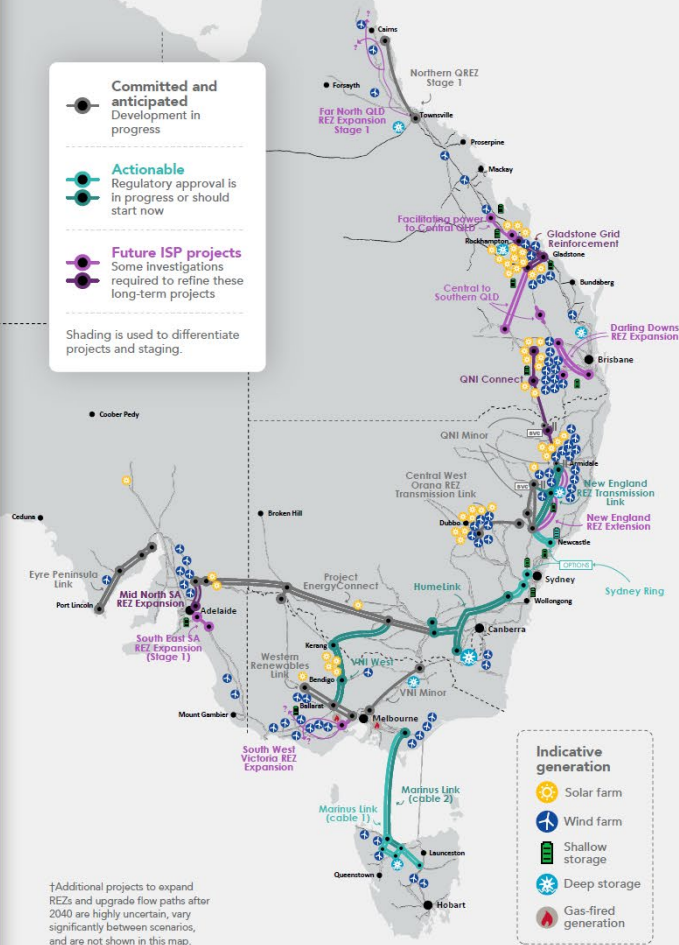 Committed and
anticipated
Development in
progress
Actionable
Regulatory approval is
in progress or should
start now
Future ISP projects
Some investigations
required to refine these
long-term projects
Shading is used to differentiate
projects and staging.
Cairns
Northern QREZ
Stage 1
Forsyth
Far North QLD
REZ Expansion
Stage 1
Townsville
Proserpine
Mackay
Facilitating power
to Central QLD
Rockhampton
Gladstone Grid
Reinforcement
Gladstone
Central to
Southern QLD
Bundaberg
Darling Downs
REZ Expansion
Brisbane
QNI Connect
Coober Pedy
QNI Minor
SVC
Armidale
Central West
Orana REZ
Transmission Link
SVC
New England
REZ Transmission
Link
New England
REZ Extension
Ceduna
Broken Hill
Dubbo
Newcastle
OPTIONS
Sydney
Sydney Ring
Eyre Peninsula
Link
Mid North SA
REZ Expansion
Project
EnergyConnect
HumeLink
Wollongong
Port Lincoln
Adelaide
Canberra
South East SA
REZ Expansion
(Stage 1)
Kerang
Western
Renewables
Link
VNI West
Bendigo
VNI Minor
Mount Gambier
Ballarat
Melbourne
South West
Victoria REZ
Expansion
Marinus Link
(cable 2)
Marinus Link
(cable 1)
Launceston
Queenstown
Hobart
Indicative
generation
Solar farm
Wind farm
Shallow
storage
Deep storage
Gas-fired
generation
†Additional projects to expand
REZs and upgrade flow paths after
2040 are highly uncertain, vary
significantly between scenarios,
and are not shown in this map.